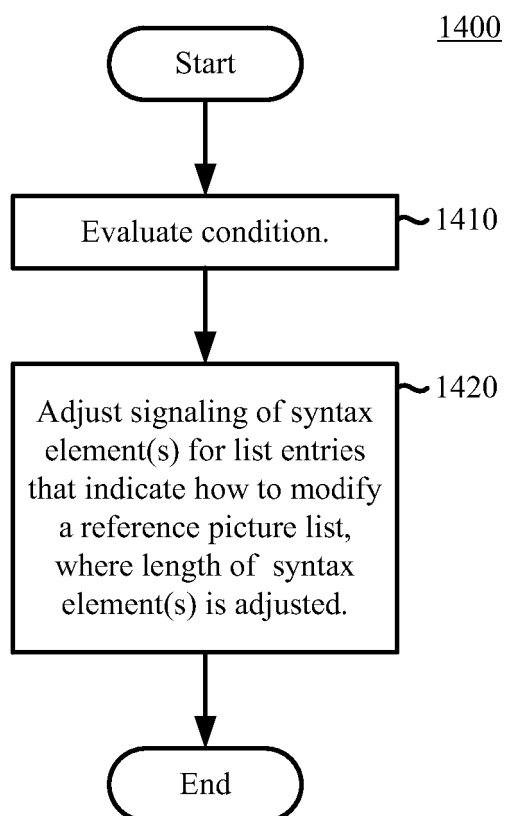 1400
Start
Evaluate condition.
1410
1420
Adjust signaling of syntax
element(s) for list entries
that indicate how to modify
a reference picture list,
where length of syntax
element(s) is adjusted.
End